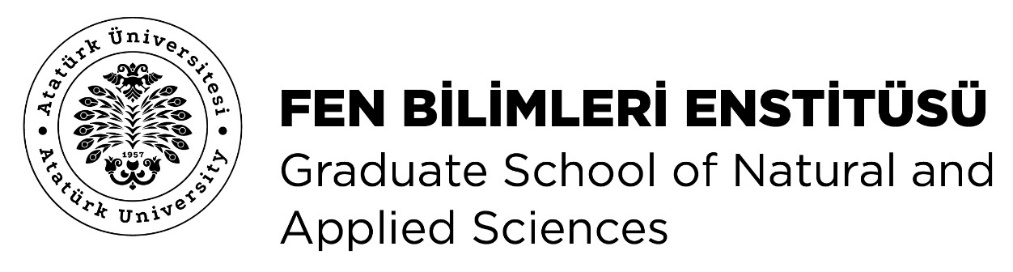 Atatürk Üniversitesi
1957
Atatürk University
FEN BİLİMLERİ ENSTİTÜSÜ
Graduate School of Natural and
Applied Sciences